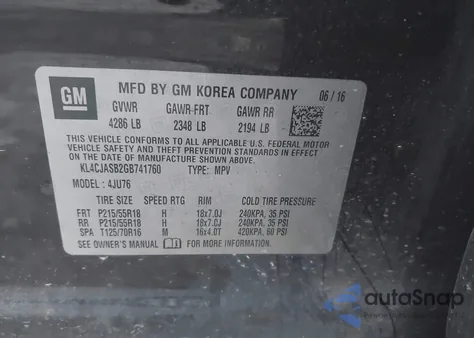 GM
MFD BY GM KOREA COMPANY 06 / 16
GVWR GAWR-FRT GAWR RR
4286 LB 2348 LB 2194 LB
THIS VEHICLE CONFORMS TO ALL APPLICABLE U.S. FEDERAL MOTOR
VEHICLE SAFETY AND THEFT PREVENTION STANDARDS IN
EFFECT ON THE DATE OF MANUFACTURE SHOWN ABOVE.
KL4CJASB2GB741760 TYPE: MPV
MODEL : 4JU76
TIRE SIZE SPEED RTG RIM COLD TIRE PRESSURE
FRT P215/55R18 H 18x7.0J 240KPA, 35 PSI
RR P215/55R18 H 18x7.0J 240KPA, 35 PSI
SPA T125/70R16 M 16x4.0T 420KPA, 60 PSI
SEE OWNER'S MANUAL FOR MORE INFORMATION.
autoSnap